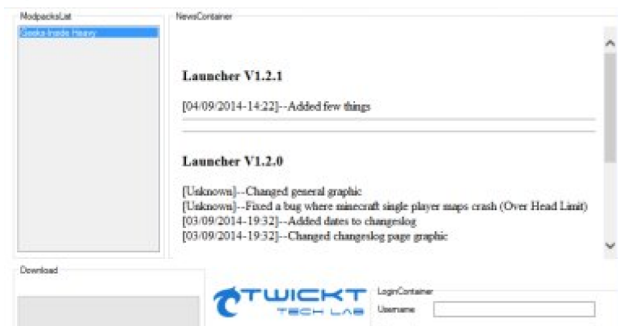 ModpacksList
NewsContainer
Geeks Inside Heavy
Launcher V1.2.1
[04/09/2014-14:22]--Added few things
Launcher V1.2.0
[Unknown]--Changed general graphic
[Unknown]--Fixed a bug where minecraft single player maps crash (Over Head Limit)
[03/09/2014-19:32]--Added dates to changeslog
[03/09/2014-19:32]--Changed changeslog page graphic
Download
TWICKT
TECH LAB
LoginContainer
Username